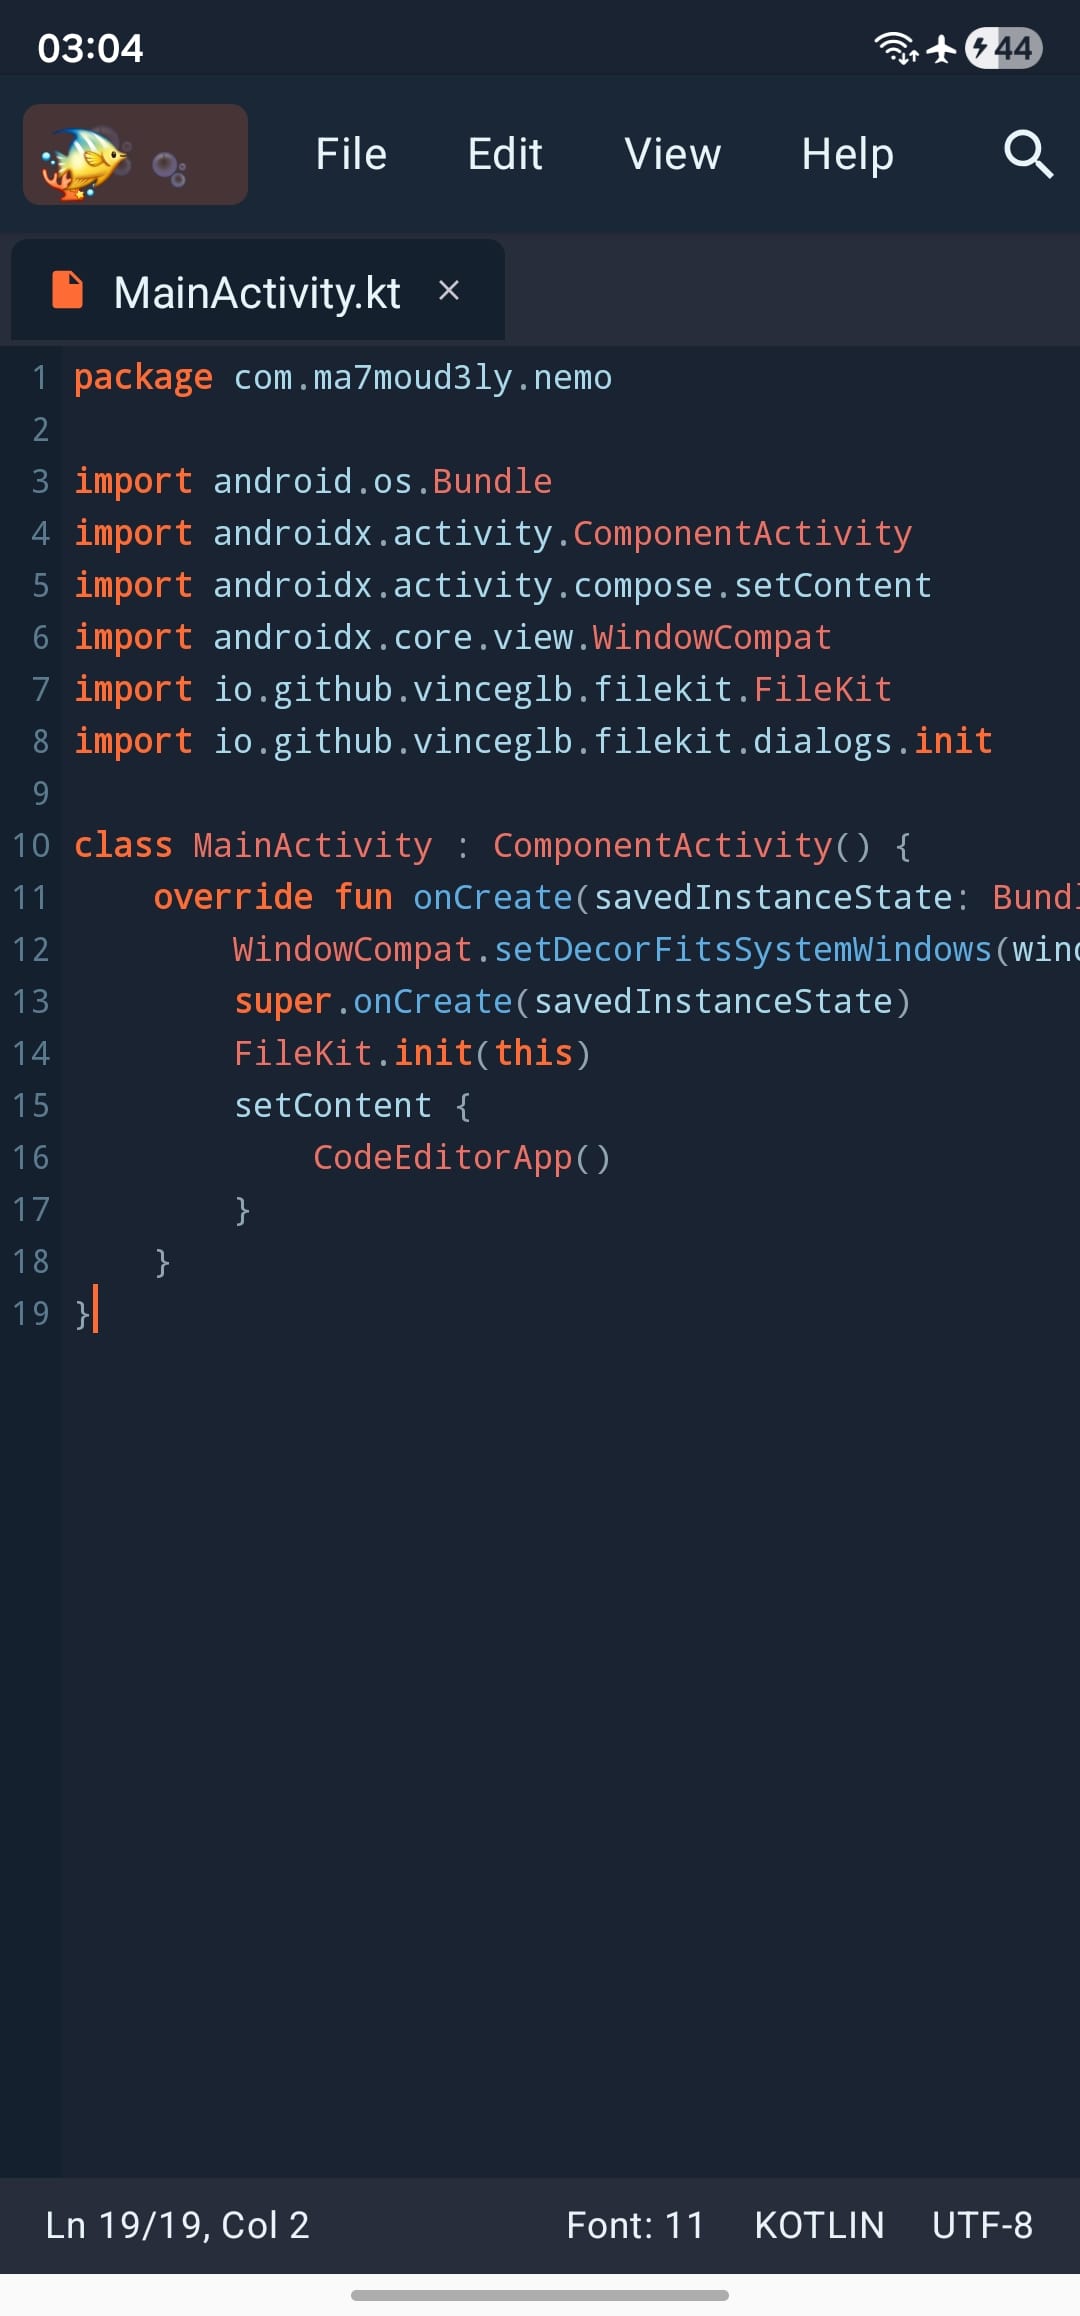 03:04
44
File Edit View Help
MainActivity.kt ×
1 package com.ma7moud3ly.nemo
2
3 import android.os.Bundle
4 import androidx.activity.ComponentActivity
5 import androidx.activity.compose.setContent
6 import androidx.core.view.WindowCompat
7 import io.github.vinceglb.filekit.FileKit
8 import io.github.vinceglb.filekit.dialogs.init
9
10 class MainActivity : ComponentActivity() {
11     override fun onCreate(savedInstanceState: Bundl
12         WindowCompat.setDecorFitsSystemWindows(wind
13         super.onCreate(savedInstanceState)
14         FileKit.init(this)
15         setContent {
16             CodeEditorApp()
17         }
18     }
19 }
Ln 19/19, Col 2 Font: 11 KOTLIN UTF-8